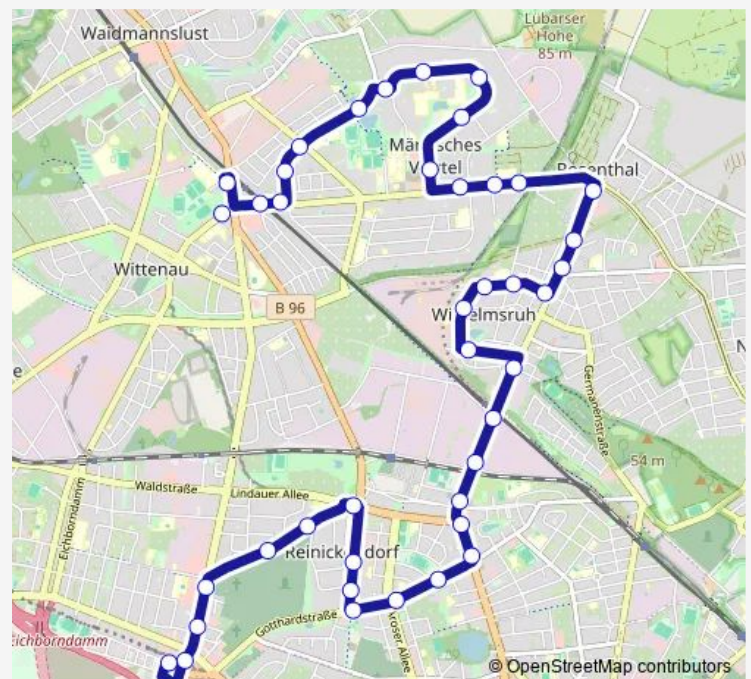 Waidmannslust
Lübarser
Höhe
85 m
Märkisches
Viertel
Rosenthal
Wittenau
B 96
Wilhelmsruh
Germanenstraße
54 m
Waldstraße
Lindauer Allee
Eichborndamm
Reinickendorf
Gotthardstraße
Eichborndamm
© OpenStreetMap contributors